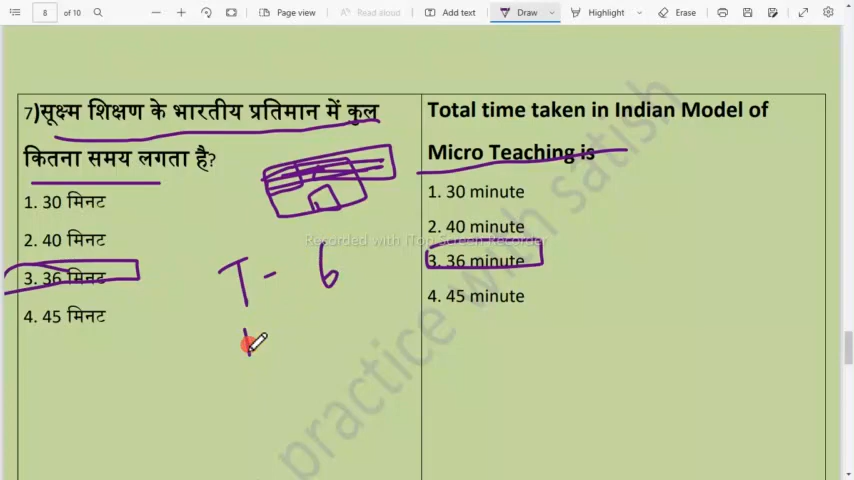 8 of 10
Page view
Read aloud
Add text
Draw
Highlight
Erase
7)सूक्ष्म शिक्षण के भारतीय प्रतिमान में कुल
कितना समय लगता है?
1. 30 मिनट
2. 40 मिनट
3. 36 मिनट
4. 45 मिनट
T - 6
Total time taken in Indian Model of
Micro Teaching is
1. 30 minute
2. 40 minute
3. 36 minute
4. 45 minute
Recorded with iTop Screen Recorder
practice with satish